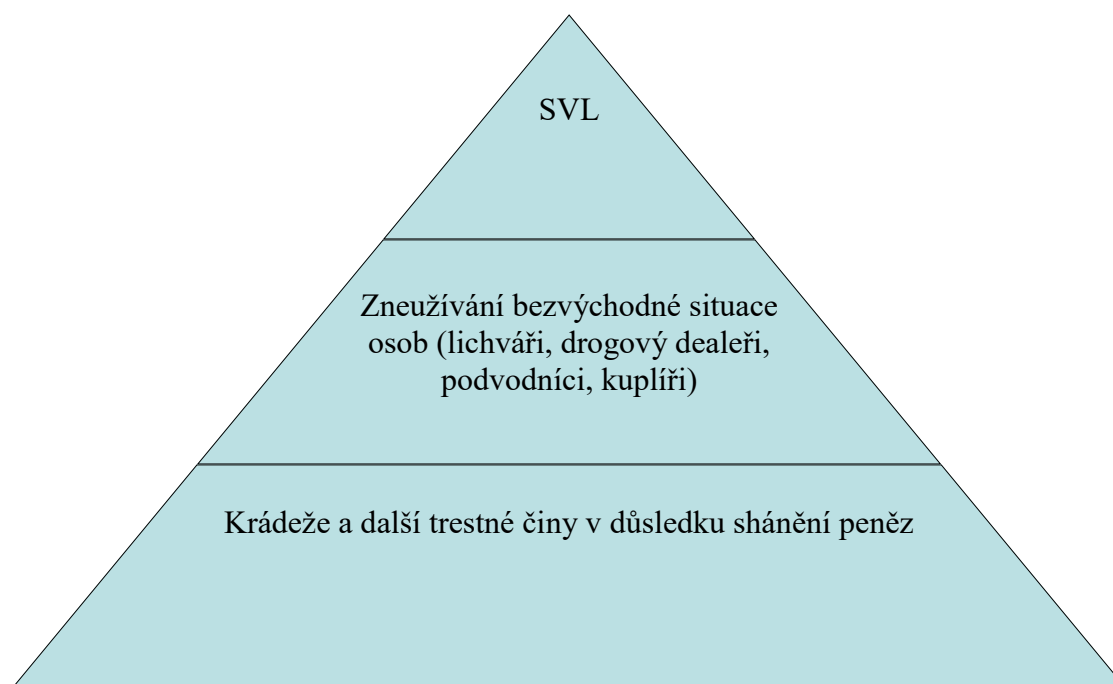 SVL
Zneužívání bezvýchodné situace
osob (lichváři, drogový dealeři,
podvodníci, kuplíři)
Krádeže a další trestné činy v důsledku shánění peněz